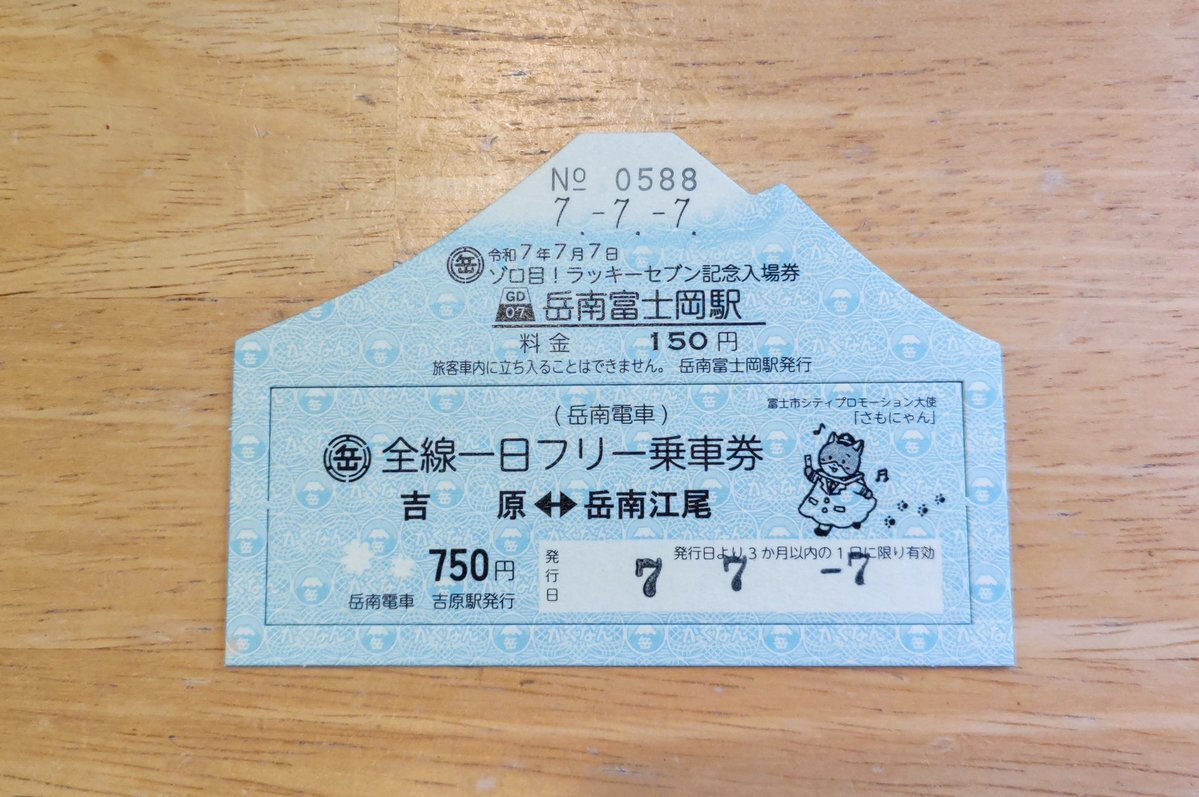 No 0588
7.-7.-7.
岳 令和7年7月7日
ゾロ目！ラッキーセブン記念入場券
GD 07 岳南富士岡駅
料金 150円
旅客車内に立ち入ることはできません。 岳南富士岡駅発行
富士市シティプロモーション大使
「さもにゃん」
(岳南電車)
岳 全線一日フリー乗車券
吉 原⇔岳南江尾
750円
岳南電車 吉原駅発行
発行日
発行日より3か月以内の1日に限り有効
7 7 -7
がくなん